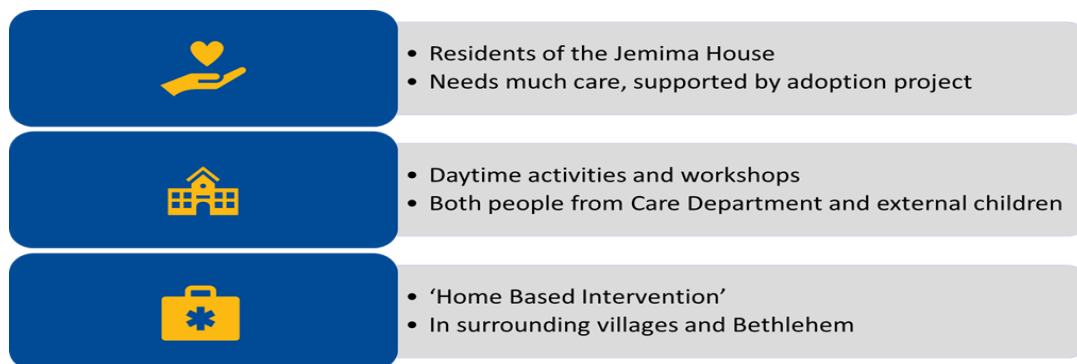 • Residents of the Jemima House
• Needs much care, supported by adoption project
• Daytime activities and workshops
• Both people from Care Department and external children
• ‘Home Based Intervention’
• In surrounding villages and Bethlehem